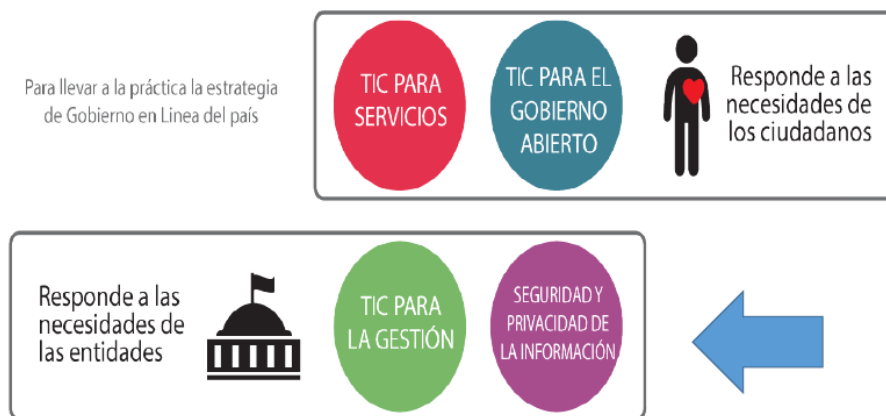 Para llevar a la práctica la estrategia
de Gobierno en Linea del país
TIC PARA
SERVICIOS
TIC PARA EL
GOBIERNO
ABIERTO
Responde a las
necesidades de
los ciudadanos
Responde a las
necesidades de
las entidades
TIC PARA
LA GESTIÓN
SEGURIDAD Y
PRIVACIDAD DE
LA INFORMACIÓN